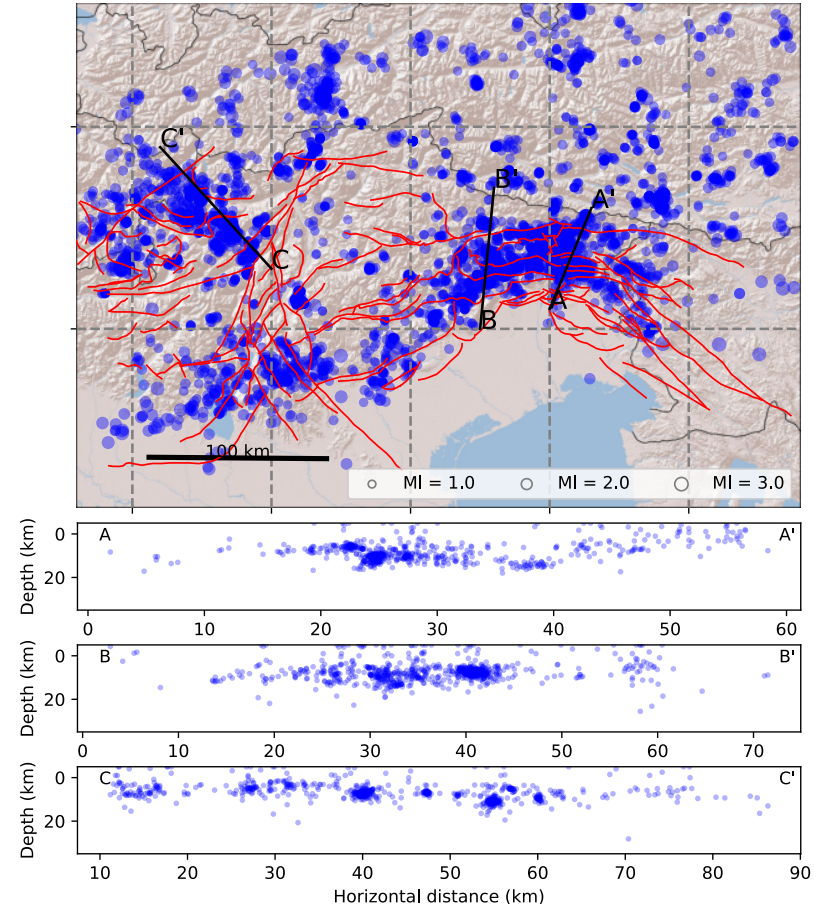 C'
B'
A'
C
A
B
100 km
Ml = 1.0 Ml = 2.0 Ml = 3.0
Depth (km)
0
20
A A'
0 10 20 30 40 50 60
Depth (km)
0
20
B B'
0 10 20 30 40 50 60 70
Depth (km)
0
20
C C'
10 20 30 40 50 60 70 80 90
Horizontal distance (km)